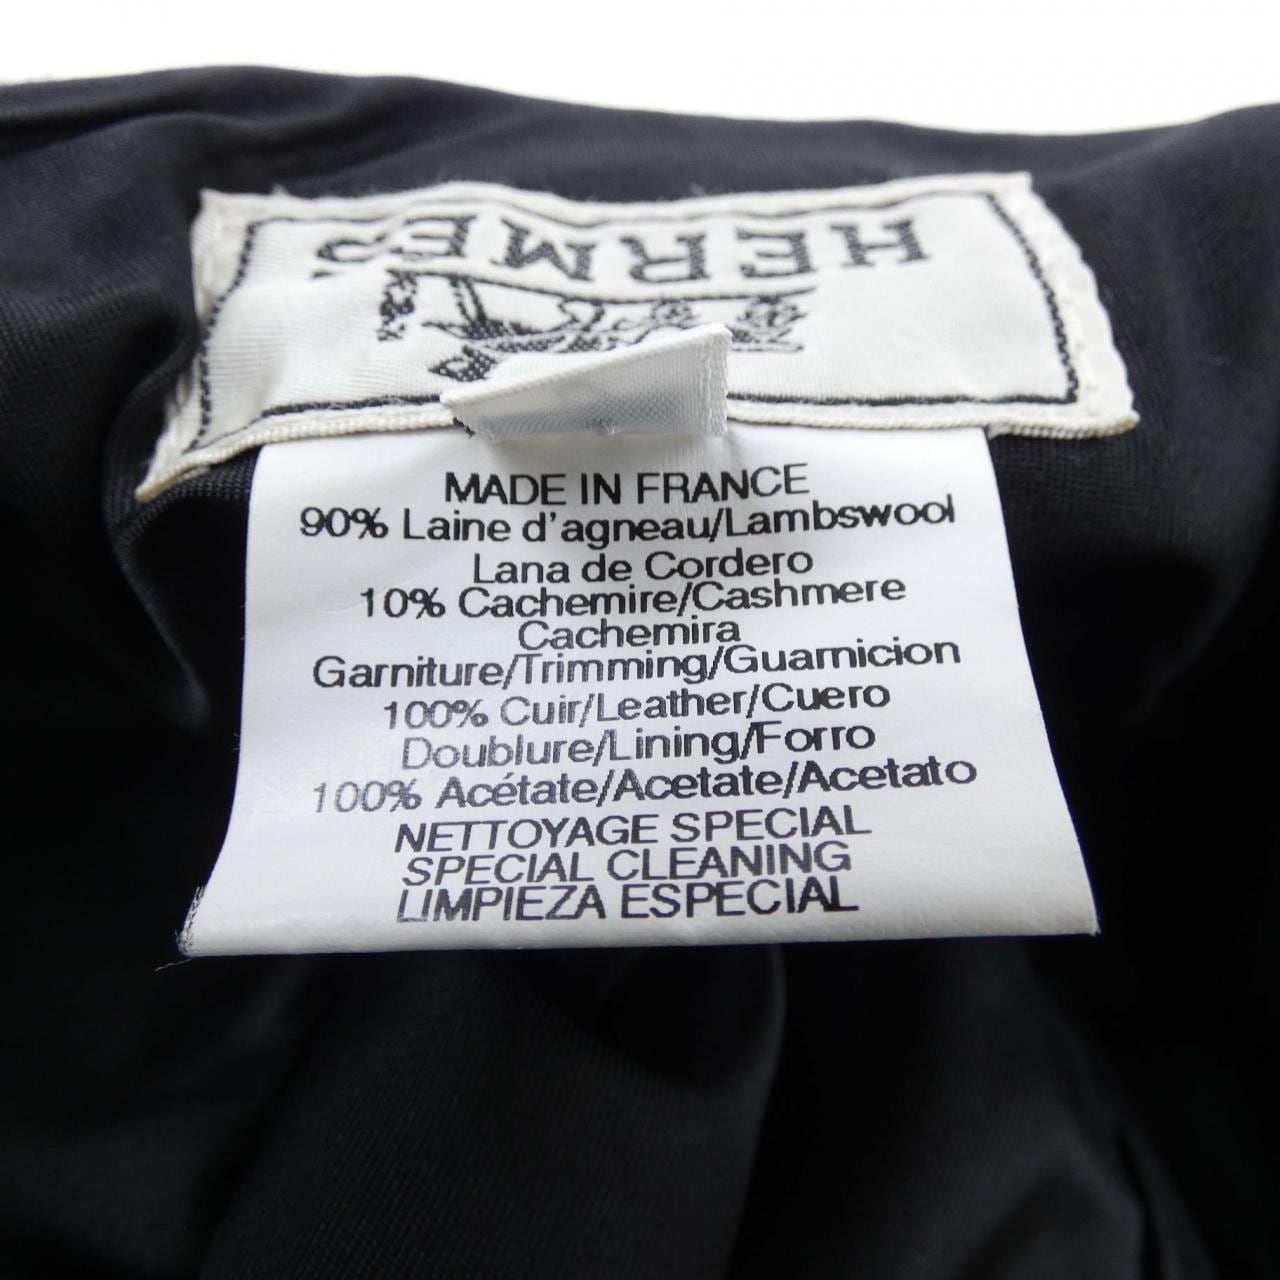 HERMES
MADE IN FRANCE
90% Laine d'agneau/Lambswool
Lana de Cordero
10% Cachemire/Cashmere
Cachemira
Garniture/Trimming/Guarnicion
100% Cuir/Leather/Cuero
Doublure/Lining/Forro
100% Acétate/Acetate/Acetato
NETTOYAGE SPECIAL
SPECIAL CLEANING
LIMPIEZA ESPECIAL